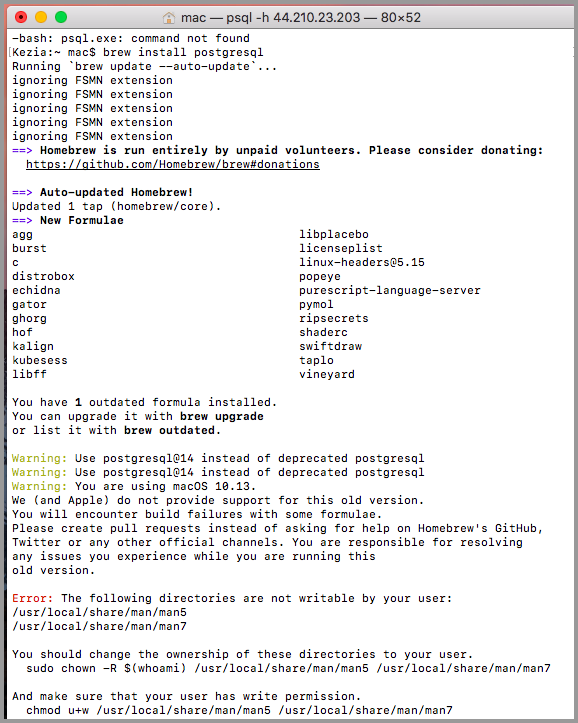 mac — psql -h 44.210.23.203 — 80×52
-bash: psql.exe: command not found
[Kezia:~ mac$ brew install postgresql
Running `brew update --auto-update`...
ignoring FSMN extension
ignoring FSMN extension
ignoring FSMN extension
ignoring FSMN extension
ignoring FSMN extension
==> Homebrew is run entirely by unpaid volunteers. Please consider donating:
https://github.com/Homebrew/brew#donations
==> Auto-updated Homebrew!
Updated 1 tap (homebrew/core).
==> New Formulae
agg libplacebo
burst licenseplist
c linux-headers@5.15
distrobox popeye
echidna purescript-language-server
gator pymol
ghorg ripsecrets
hof shaderc
kalign swiftdraw
kubesess taplo
libff vineyard
You have 1 outdated formula installed.
You can upgrade it with brew upgrade
or list it with brew outdated.
Warning: Use postgresql@14 instead of deprecated postgresql
Warning: Use postgresql@14 instead of deprecated postgresql
Warning: You are using macOS 10.13.
We (and Apple) do not provide support for this old version.
You will encounter build failures with some formulae.
Please create pull requests instead of asking for help on Homebrew's GitHub,
Twitter or any other official channels. You are responsible for resolving
any issues you experience while you are running this
old version.
Error: The following directories are not writable by your user:
/usr/local/share/man/man5
/usr/local/share/man/man7
You should change the ownership of these directories to your user.
sudo chown -R $(whoami) /usr/local/share/man/man5 /usr/local/share/man/man7
And make sure that your user has write permission.
chmod u+w /usr/local/share/man/man5 /usr/local/share/man/man7